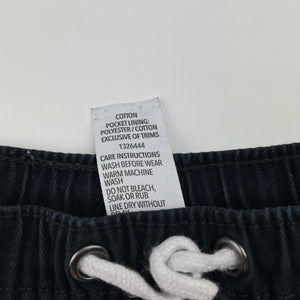 COTTON
POCKET LINING:
POLYESTER / COTTON
EXCLUSIVE OF TRIMS
1326444
CARE INSTRUCTIONS
WASH BEFORE WEAR
WARM MACHINE
WASH
DO NOT BLEACH,
SOAK OR RUB
LINE DRY WITHOUT